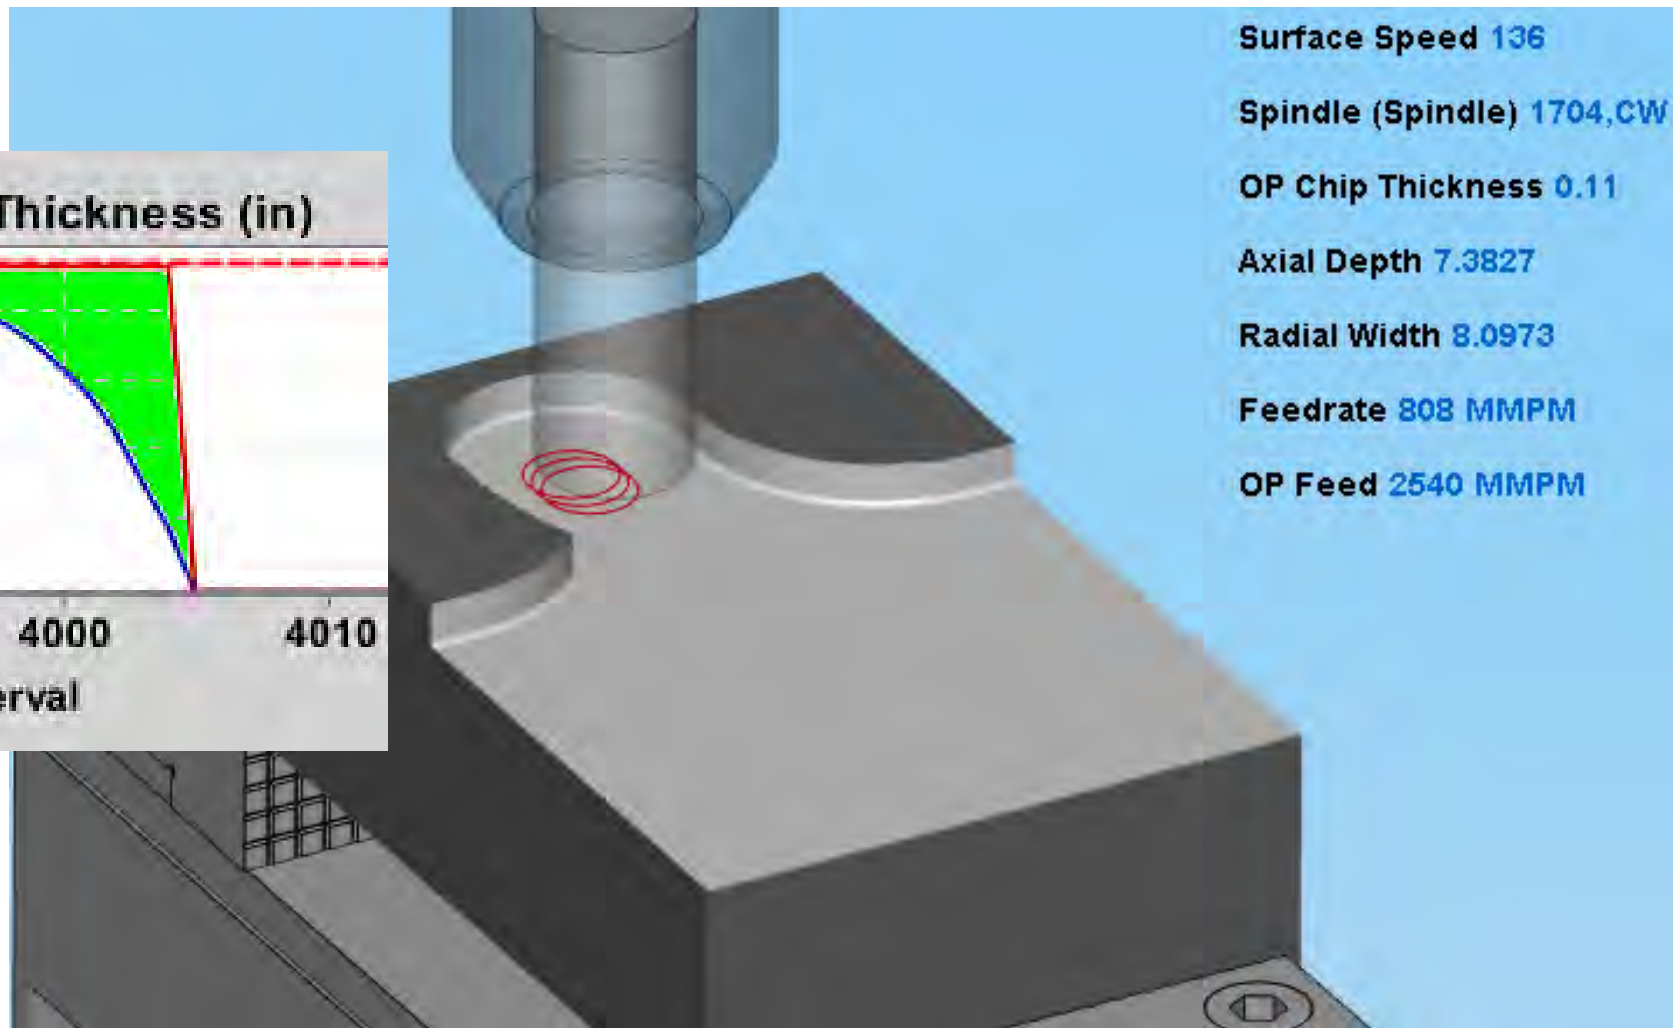 Thickness (in)
4000 4010
erval
Surface Speed 136
Spindle (Spindle) 1704,CW
OP Chip Thickness 0.11
Axial Depth 7.3827
Radial Width 8.0973
Feedrate 808 MMPM
OP Feed 2540 MMPM